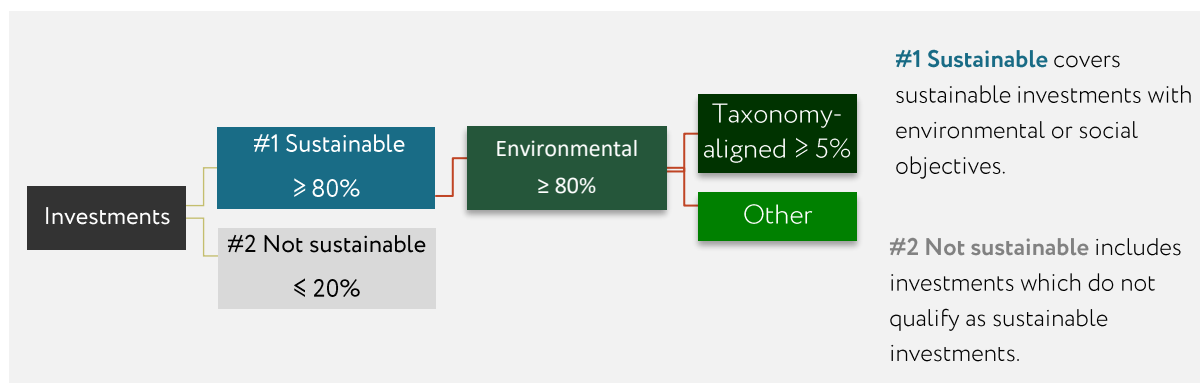 Investments
#1 Sustainable
⩾ 80%
#2 Not sustainable
⩽ 20%
Environmental
≥ 80%
Taxonomy-
aligned ⩾ 5%
Other
#1 Sustainable covers
sustainable investments with
environmental or social
objectives.
#2 Not sustainable includes
investments which do not
qualify as sustainable
investments.